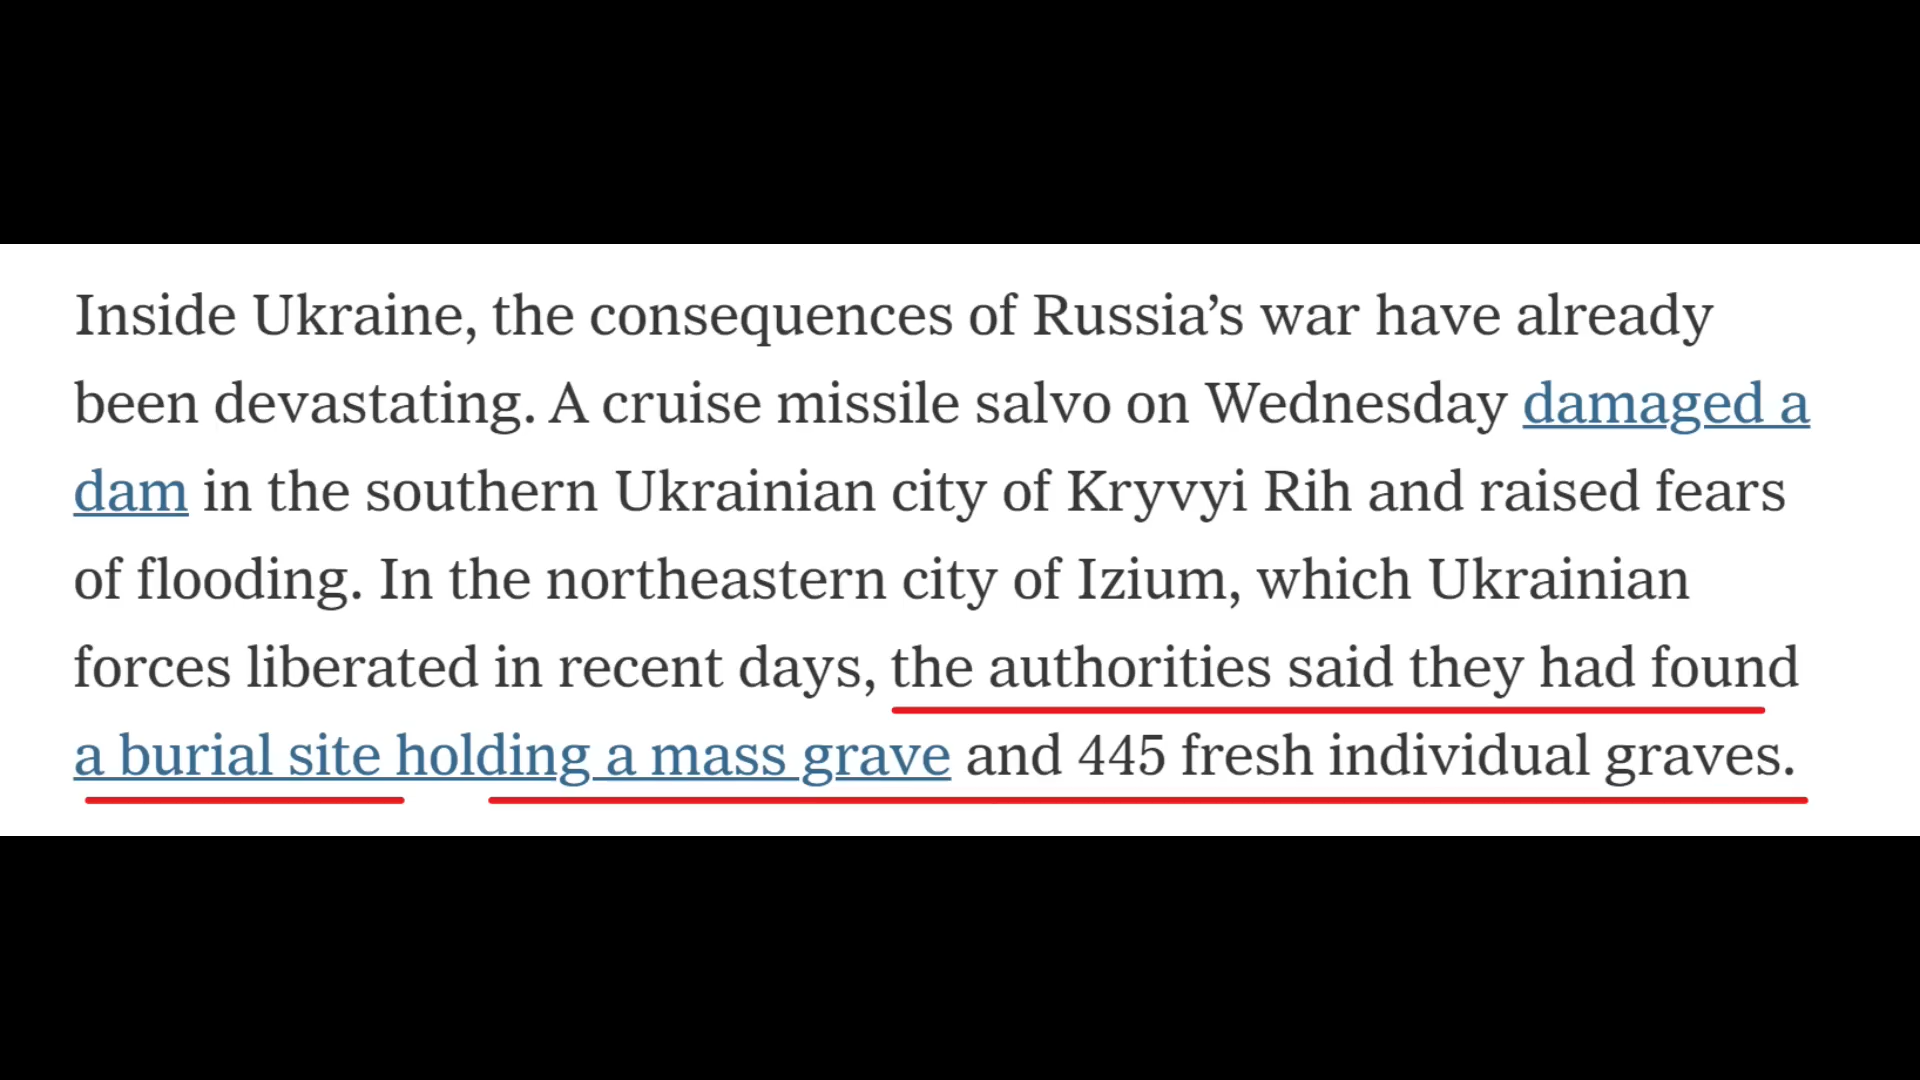 Inside Ukraine, the consequences of Russia’s war have already
been devastating. A cruise missile salvo on Wednesday damaged a
dam in the southern Ukrainian city of Kryvyi Rih and raised fears
of flooding. In the northeastern city of Izium, which Ukrainian
forces liberated in recent days, the authorities said they had found
a burial site holding a mass grave and 445 fresh individual graves.